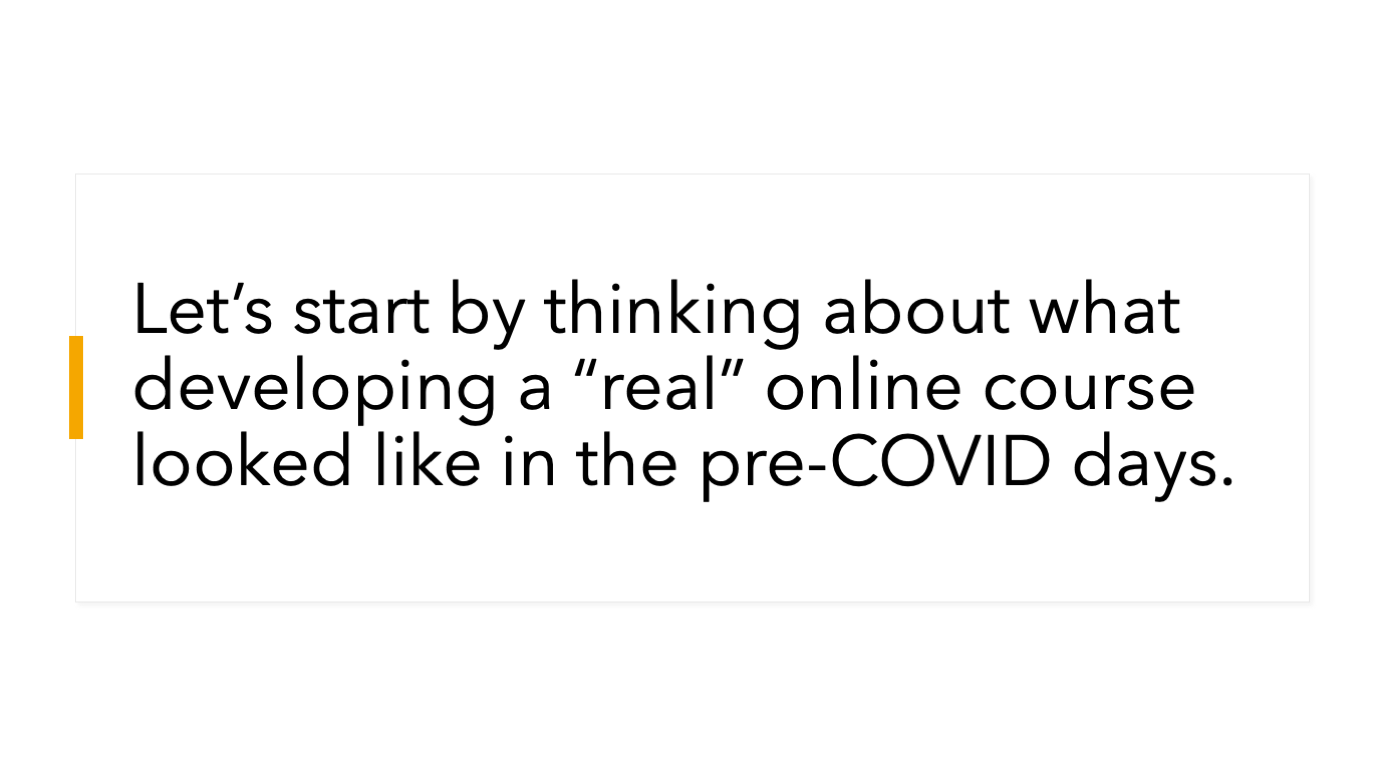 Let’s start by thinking about what
developing a “real” online course
looked like in the pre-COVID days.